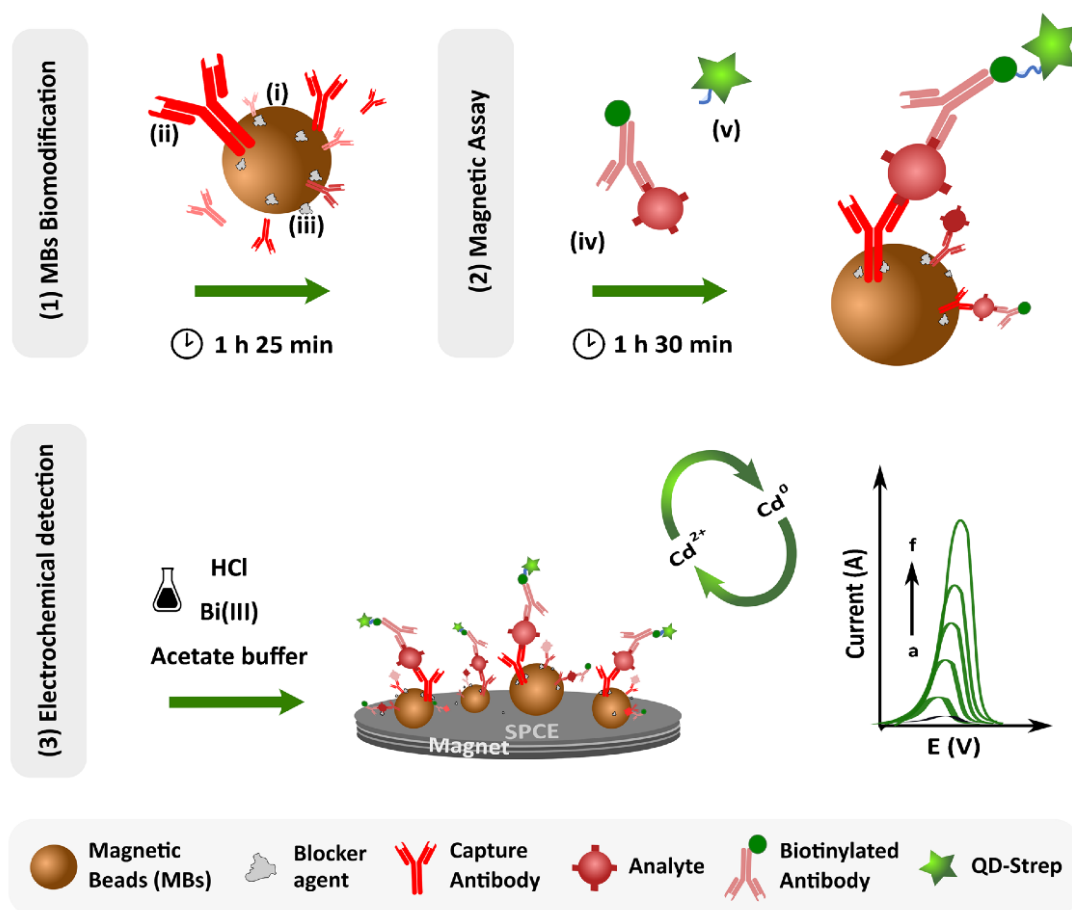 (1) MBs Biomodification
(i)
(ii)
(iii)
1 h 25 min
(2) Magnetic Assay
(iv)
(v)
1 h 30 min
(3) Electrochemical detection
HCl
Bi(III)
Acetate buffer
SPCE
Magnet
Cd²⁺
Cd⁰
Current (A)
f
a
E (V)
Magnetic
Beads (MBs)
Blocker
agent
Capture
Antibody
Analyte
Biotinylated
Antibody
QD-Strep